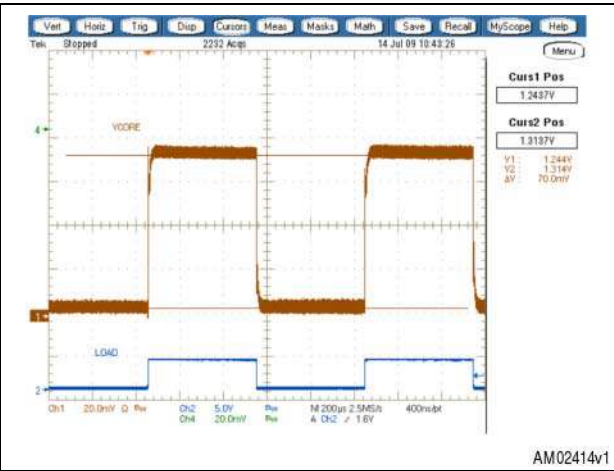 Vert Horiz Trig Disp Cursors Meas Masks Math Save Recall MyScope Help
Tek Stopped 2232 Acqs 14 Jul 09 10:43:26
Menu
Curs1 Pos
1.2437V
Curs2 Pos
1.3137V
V1: 1.244V
V2: 1.314V
ΔV: 70.0mV
4
VCORE
1
LOAD
2
Ch1 20.0mV Ω Ch2 5.0V M 200µs 2.5MS/s 400ns/pt
Ch4 20.0mV A Ch2 / 1.6V
AM02414v1